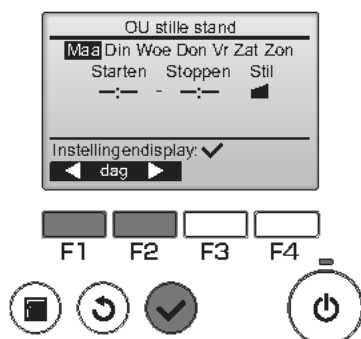 OU stille stand
Maa Din Woe Don Vr Zat Zon
Starten Stoppen Stil
--:-- - --:--
Instellingendisplay: ✓
◀ dag ▶
F1 F2 F3 F4